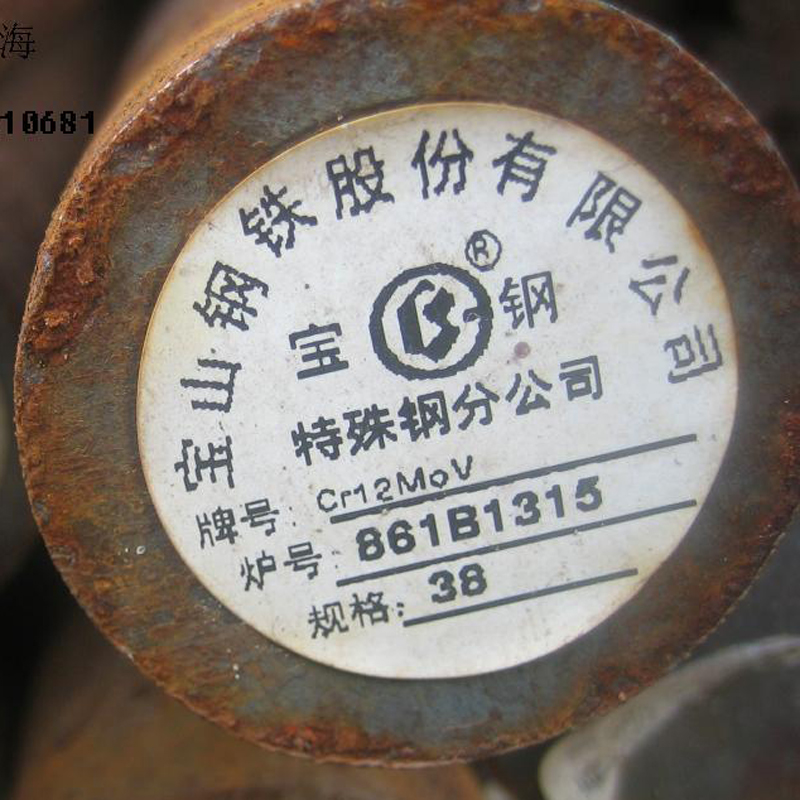 海
10681
宝山钢铁股份有限公司
®
宝 B 钢
特殊钢分公司
牌号: Cr12MoV
炉号: 861B1315
规格: 38